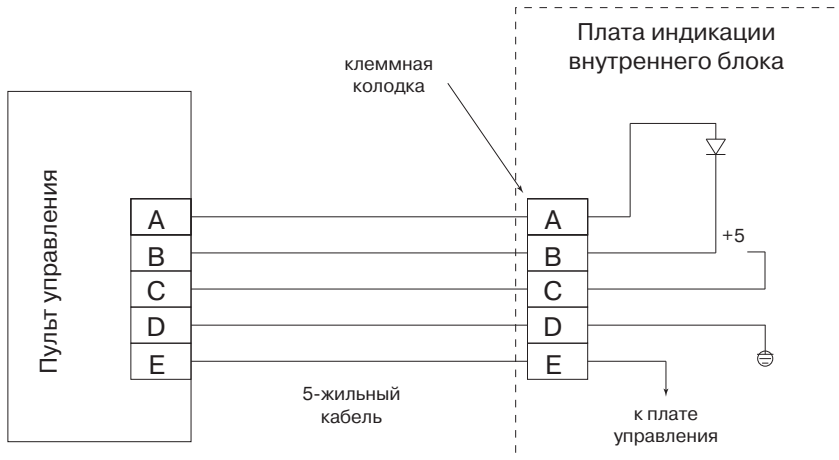 Плата индикации
внутреннего блока
клеммная
колодка
Пульт управления
A
B
C
D
E
A
B
C
D
E
+5
5-жильный
кабель
к плате
управления